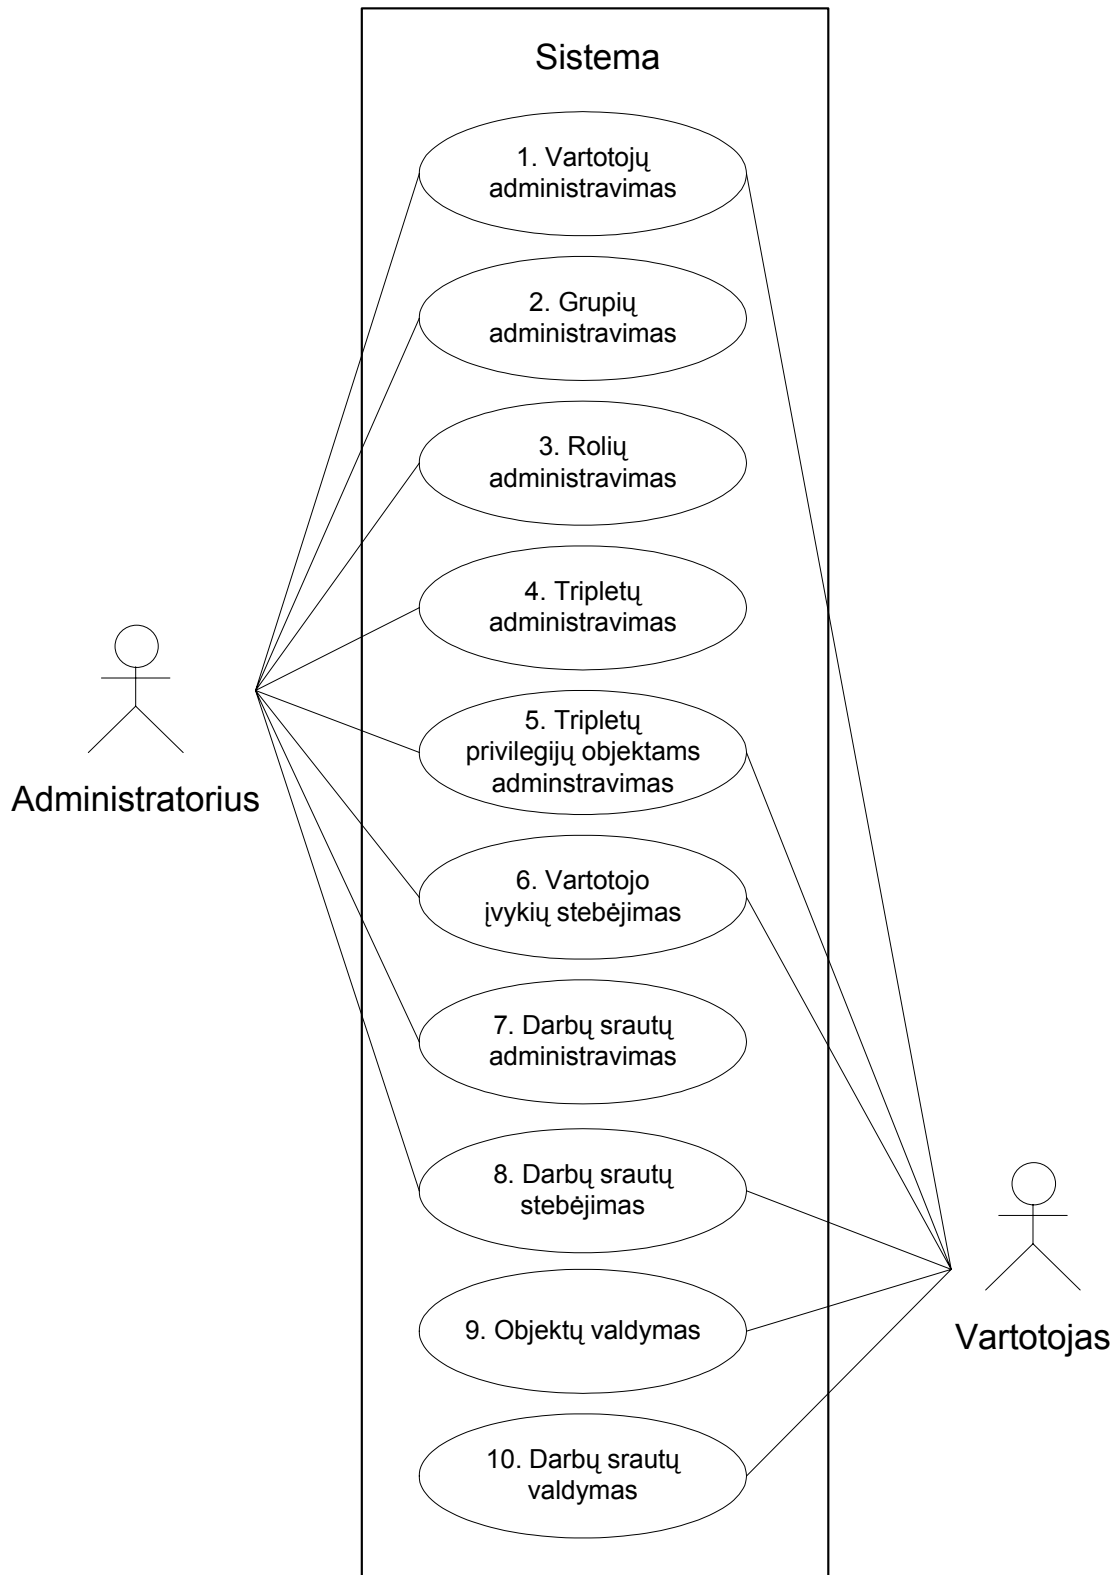 Sistema
1. Vartotojų
administravimas
2. Grupių
administravimas
3. Rolių
administravimas
4. Tripletų
administravimas
5. Tripletų
privilegijų objektams
adminstravimas
Administratorius
6. Vartotojo
įvykių stebėjimas
7. Darbų srautų
administravimas
8. Darbų srautų
stebėjimas
9. Objektų valdymas
Vartotojas
10. Darbų srautų
valdymas